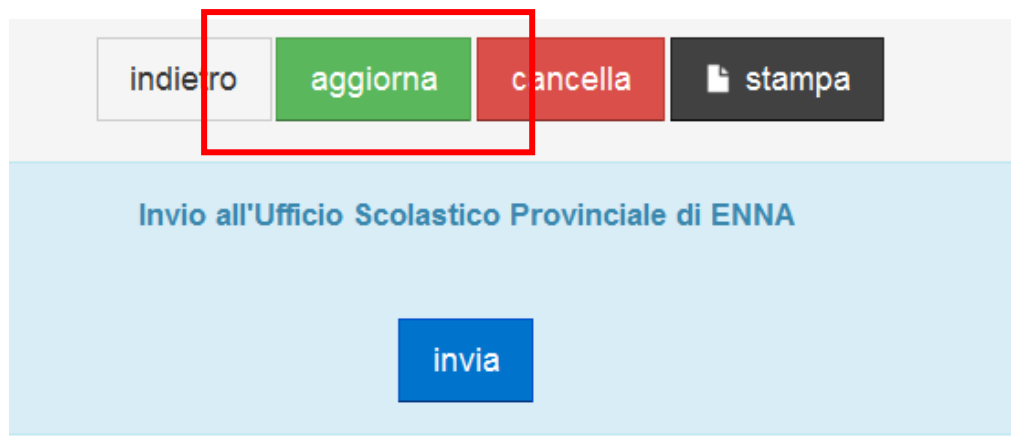 indietro aggiorna cancella stampa
Invio all'Ufficio Scolastico Provinciale di ENNA
invia